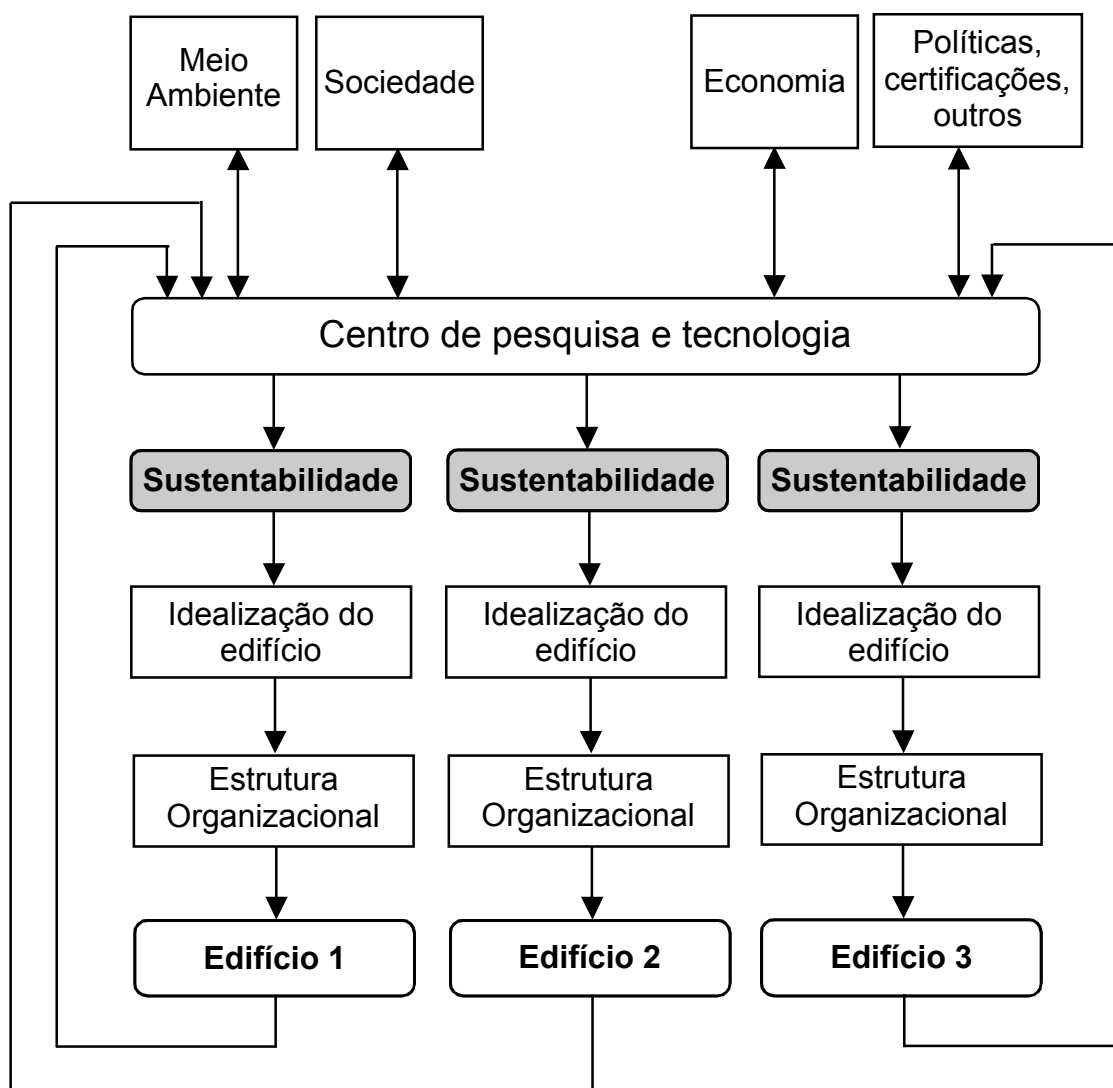 Meio
Ambiente
Sociedade
Economia
Políticas,
certificações,
outros
Centro de pesquisa e tecnologia
Sustentabilidade
Sustentabilidade
Sustentabilidade
Idealização do
edifício
Idealização do
edifício
Idealização do
edifício
Estrutura
Organizacional
Estrutura
Organizacional
Estrutura
Organizacional
Edifício 1
Edifício 2
Edifício 3